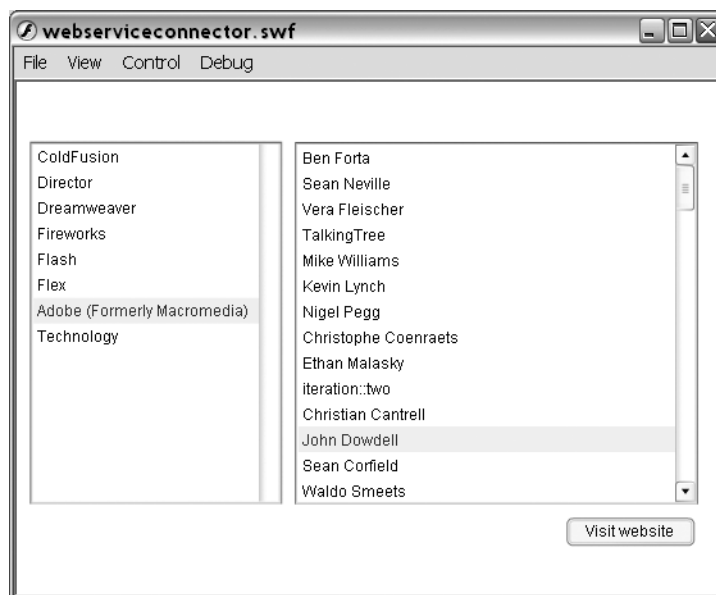 webserviceconnector.swf
File View Control Debug
ColdFusion
Director
Dreamweaver
Fireworks
Flash
Flex
Adobe (Formerly Macromedia)
Technology
Ben Forta
Sean Neville
Vera Fleischer
TalkingTree
Mike Williams
Kevin Lynch
Nigel Pegg
Christophe Coenraets
Ethan Malasky
iteration::two
Christian Cantrell
John Dowdell
Sean Corfield
Waldo Smeets
Visit website